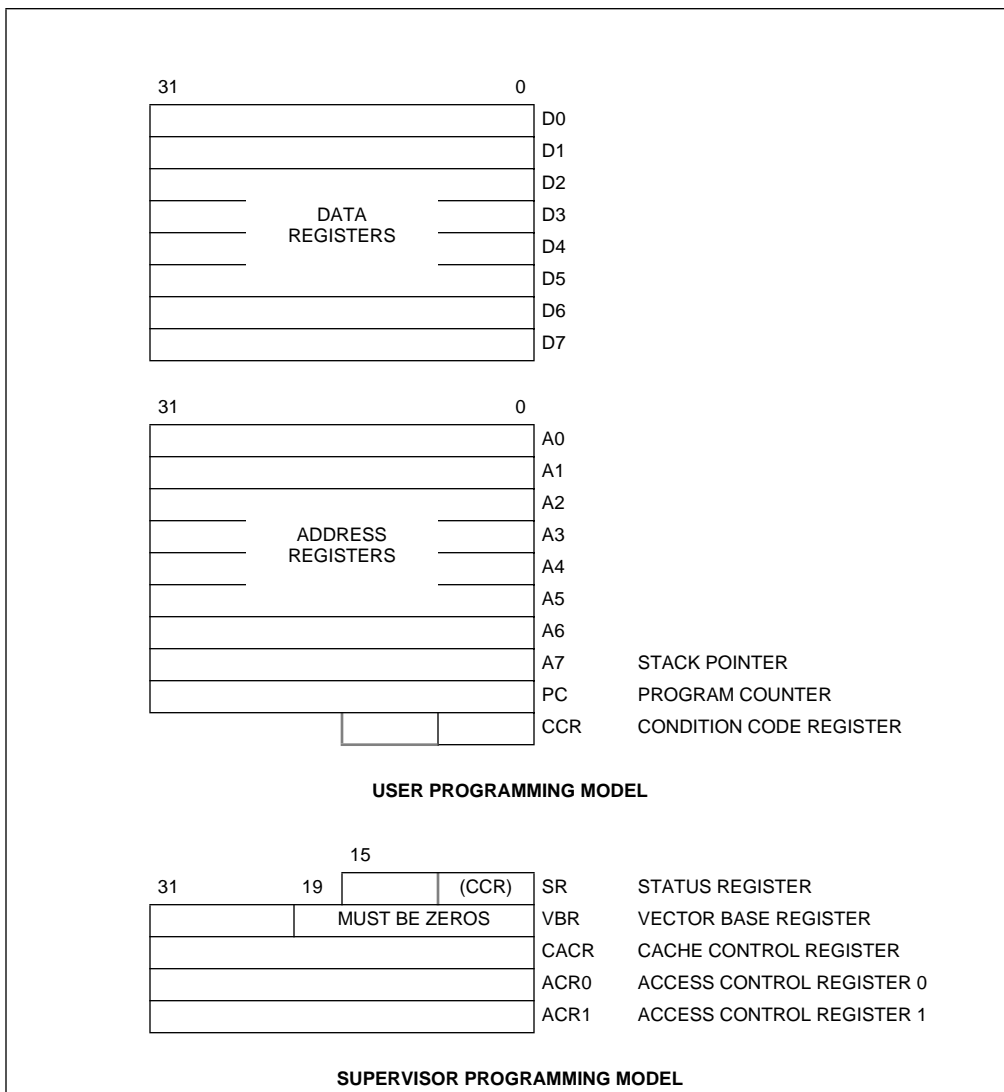 31 0
D0
D1
D2
DATA D3
REGISTERS
D4
D5
D6
D7
31 0
A0
A1
A2
ADDRESS A3
REGISTERS
A4
A5
A6
A7 STACK POINTER
PC PROGRAM COUNTER
CCR CONDITION CODE REGISTER
USER PROGRAMMING MODEL
15
31 19 (CCR) SR STATUS REGISTER
MUST BE ZEROS VBR VECTOR BASE REGISTER
CACR CACHE CONTROL REGISTER
ACR0 ACCESS CONTROL REGISTER 0
ACR1 ACCESS CONTROL REGISTER 1
SUPERVISOR PROGRAMMING MODEL